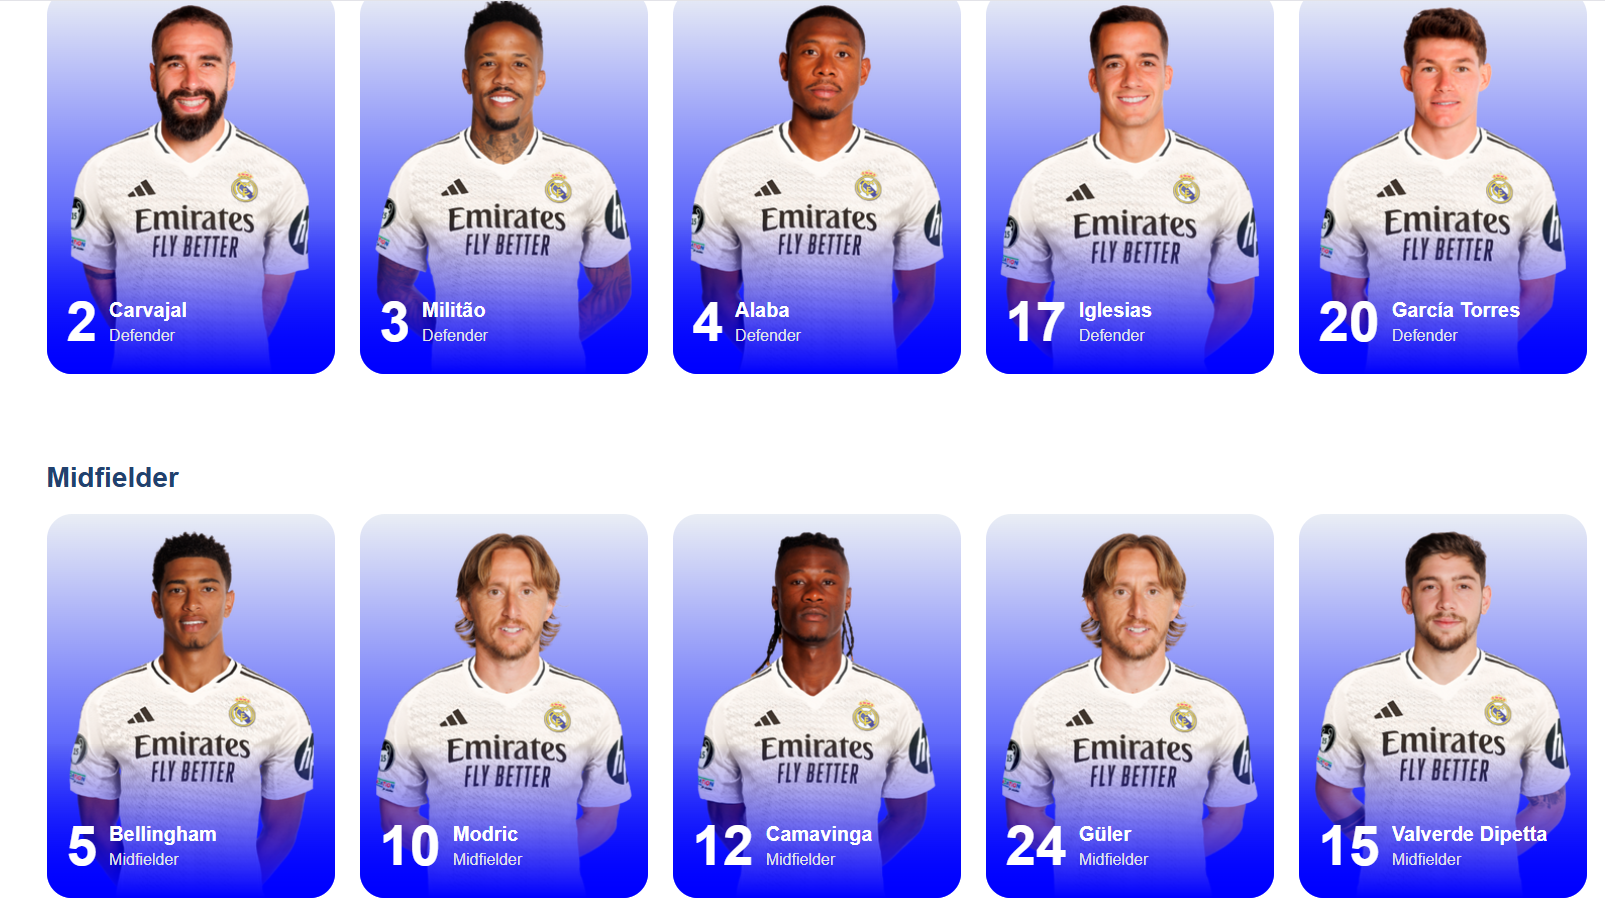 Emirates
FLY BETTER
2
Carvajal
Defender
Emirates
FLY BETTER
3
Militão
Defender
Emirates
FLY BETTER
4
Alaba
Defender
Emirates
FLY BETTER
17
Iglesias
Defender
Emirates
FLY BETTER
20
García Torres
Defender
Midfielder
Emirates
FLY BETTER
5
Bellingham
Midfielder
Emirates
FLY BETTER
10
Modric
Midfielder
Emirates
FLY BETTER
12
Camavinga
Midfielder
Emirates
FLY BETTER
24
Güler
Midfielder
Emirates
FLY BETTER
15
Valverde Dipetta
Midfielder